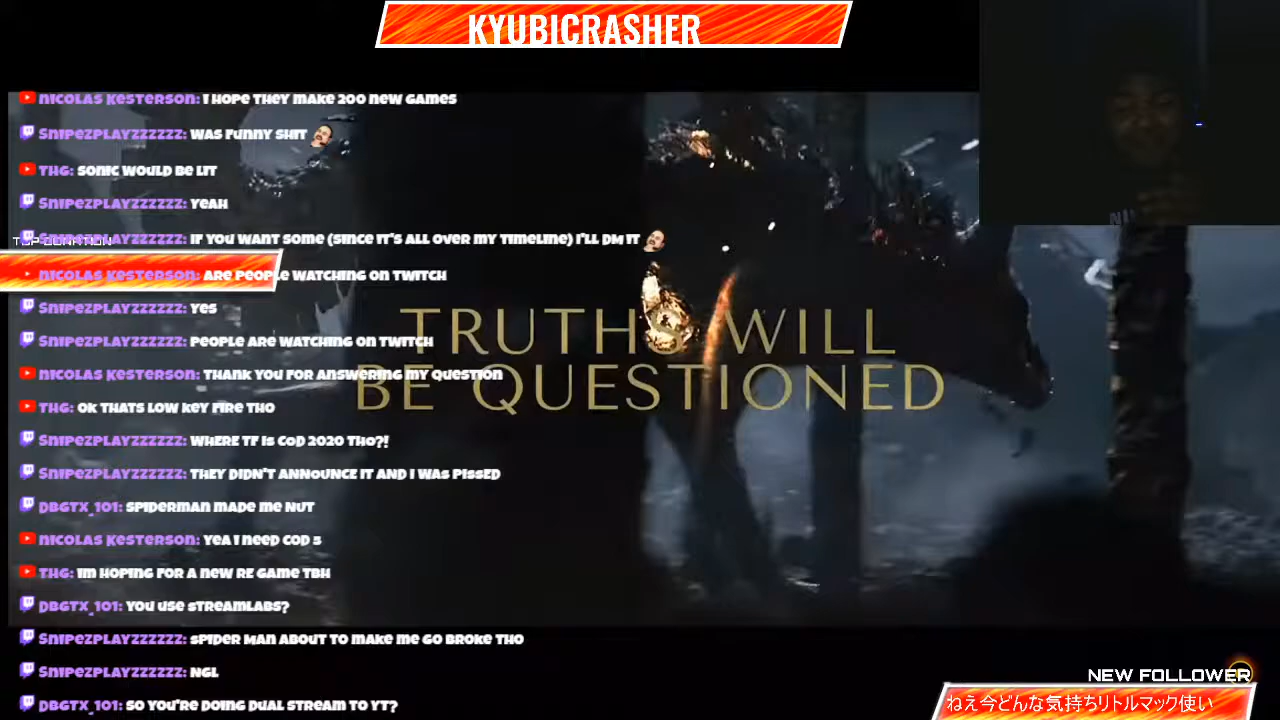 KYUBICRASHER
NICOLAS KESTERSON: I HOPE THEY MAKE 200 NEW GAMES
SNIPEZPLAYZZZZZZ: WAS FUNNY SHIT
THG: SONIC WOULD BE LIT
SNIPEZPLAYZZZZZZ: YEAH
TOP DONATION
SNIPEZPLAYZZZZZZ: IF YOU WANT SOME (SINCE IT'S ALL OVER MY TIMELINE) I'LL DM IT
NICOLAS KESTERSON: ARE PEOPLE WATCHING ON TWITCH
SNIPEZPLAYZZZZZZ: YES
SNIPEZPLAYZZZZZZ: PEOPLE ARE WATCHING ON TWITCH
NICOLAS KESTERSON: THANK YOU FOR ANSWERING MY QUESTION
THG: OK THATS LOW KEY FIRE THO
SNIPEZPLAYZZZZZZ: WHERE TF IS COD 2020 THO?!
SNIPEZPLAYZZZZZZ: THEY DIDN'T ANNOUNCE IT AND I WAS PISSED
DBGTX_101: SPIDERMAN MADE ME NUT
NICOLAS KESTERSON: YEA I NEED COD 5
THG: IM HOPING FOR A NEW RE GAME TBH
DBGTX_101: YOU USE STREAMLABS?
SNIPEZPLAYZZZZZZ: SPIDER MAN ABOUT TO MAKE ME GO BROKE THO
SNIPEZPLAYZZZZZZ: NGL
DBGTX_101: SO YOU'RE DOING DUAL STREAM TO YT?
TRUTHS WILL
BE QUESTIONED
NEW FOLLOWER
ねえ今どんな気持ちリトルマック使い